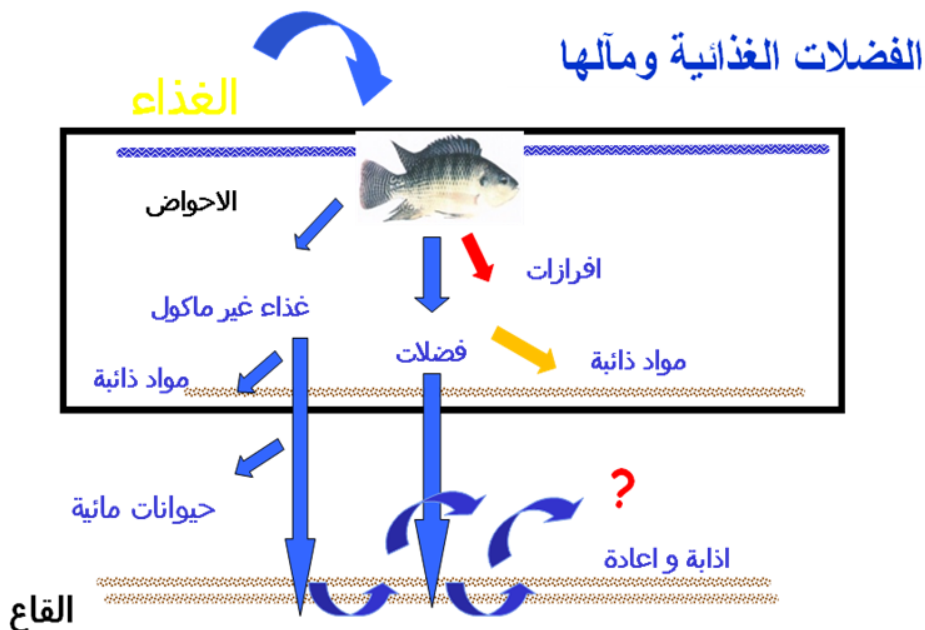 الفضلات الغذائية ومآلها
الغذاء
الاحواض
افرازات
غذاء غير ماكول
فضلات
مواد ذائبة
مواد ذائبة
?
حيوانات مائية
اذابة و اعادة
القاع